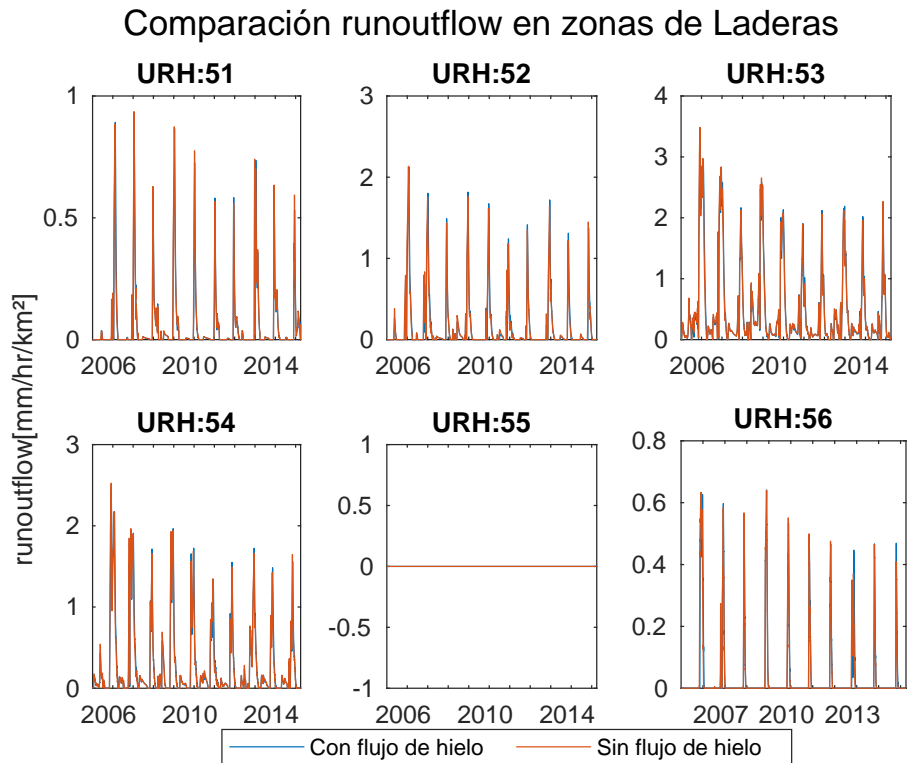 Comparación runoutflow en zonas de Laderas
URH:51
URH:52
URH:53
1
0.5
0
2006 2010 2014
3
2
1
0
2006 2010 2014
4
3
2
1
0
2006 2010 2014
runoutflow[mm/hr/km²]
URH:54
URH:55
URH:56
3
2
1
0
2006 2010 2014
1
0.5
0
-0.5
-1
2006 2010 2014
0.8
0.6
0.4
0.2
0
2007 2010 2013
Con flujo de hielo
Sin flujo de hielo